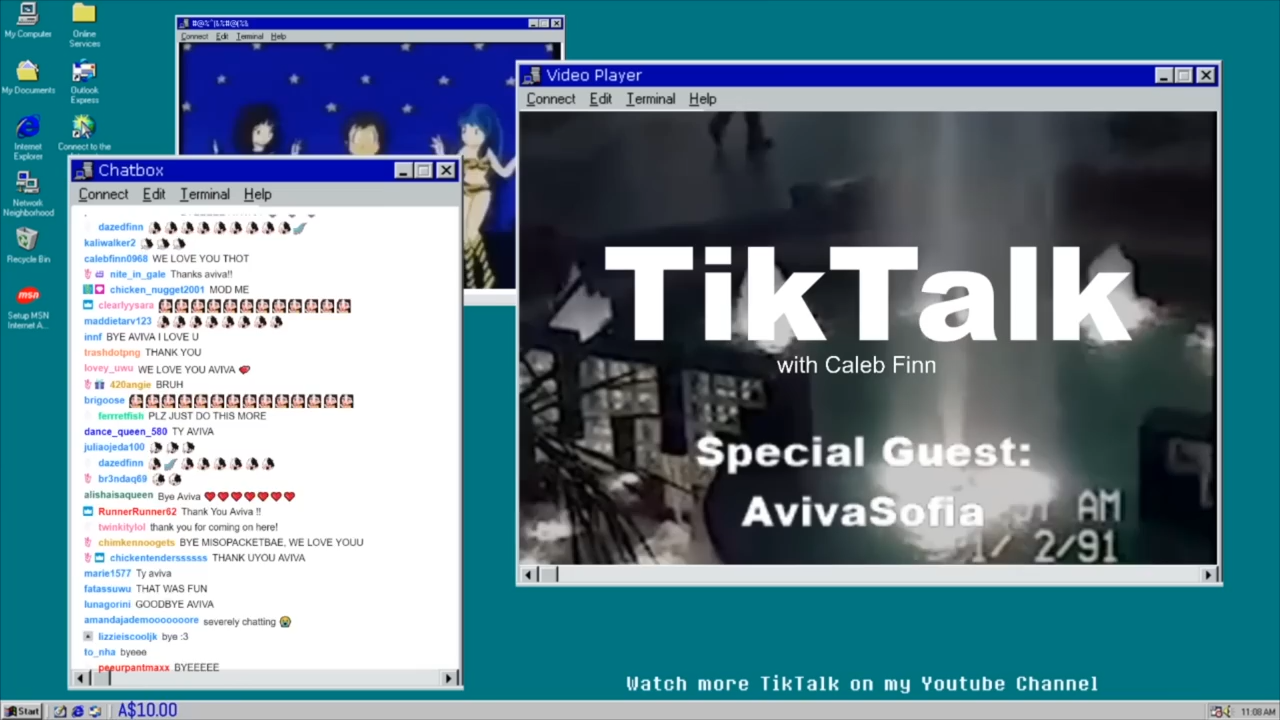 My Computer
Online
Services
My Documents
Outlook
Express
Internet
Explorer
Connect to the
Network
Neighborhood
Recycle Bin
msn
Setup MSN
Internet A...
Connect Edit Terminal Help
Chatbox
Connect Edit Terminal Help
dazedfinn
kaliwalker2
calebfinn0968 WE LOVE YOU THOT
nite_in_gale Thanks aviva!!
chicken_nugget2001 MOD ME
clearlyysara
maddietarv123
innf BYE AVIVA I LOVE U
trashdotpng THANK YOU
lovey_uwu WE LOVE YOU AVIVA
420angie BRUH
brigoose
ferrretfish PLZ JUST DO THIS MORE
dance_queen_580 TY AVIVA
juliaojeda100
dazedfinn
br3ndaq69
alishaisaqueen Bye Aviva
RunnerRunner62 Thank You Aviva !!
twinkitylol thank you for coming on here!
chimkennoogets BYE MISOPACKETBAE, WE LOVE YOUU
chickentenderssssss THANK UYOU AVIVA
marie1577 Ty aviva
fatassuwu THAT WAS FUN
lunagorini GOODBYE AVIVA
amandajademooooooore severely chatting
lizzieiscooljk bye :3
to_nha byeee
peeurpantmaxx BYEEEEE
Video Player
Connect Edit Terminal Help
TikTalk
with Caleb Finn
Special Guest:
AvivaSofia
AM
2/91
Watch more TikTalk on my Youtube Channel
Start A$10.00 11:08 AM